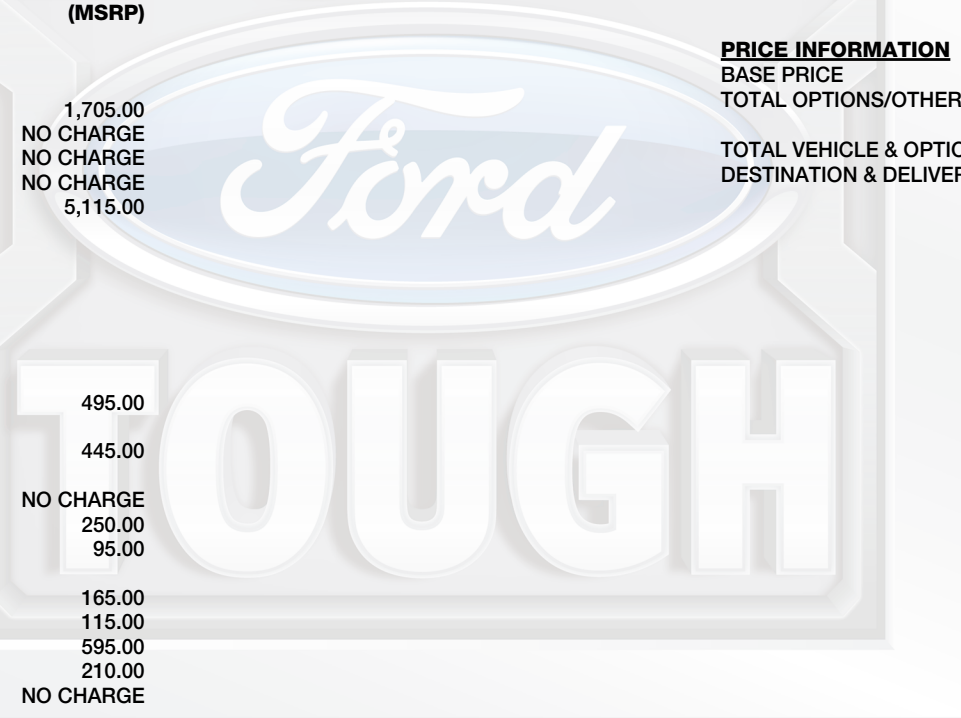 (MSRP)
1,705.00
NO CHARGE
NO CHARGE
NO CHARGE
5,115.00
495.00
445.00
NO CHARGE
250.00
95.00
165.00
115.00
595.00
210.00
NO CHARGE
PRICE INFORMATION
BASE PRICE
TOTAL OPTIONS/OTHER
TOTAL VEHICLE & OPTIO
DESTINATION & DELIVER
Ford
TOUGH